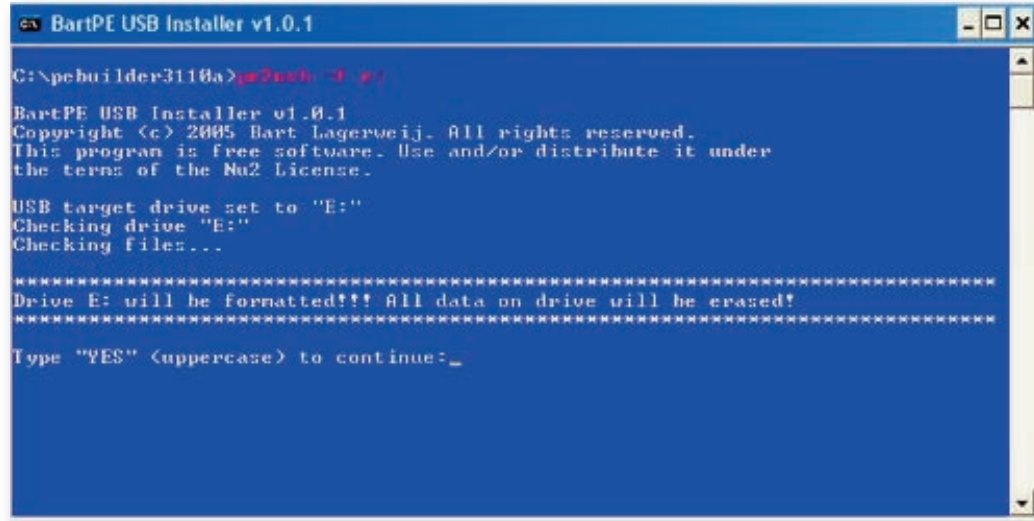 BartPE USB Installer v1.0.1
C:\pebuilder3110a>
BartPE USB Installer v1.0.1
Copyright (c) 2005 Bart Lagerweij. All rights reserved.
This program is free software. Use and/or distribute it under
the terms of the Nu2 License.
USB target drive set to "E:"
Checking drive "E:"
Checking files...
*****************************************************************************
Drive E: will be formatted!!! All data on drive will be erased!
*****************************************************************************
Type "YES" (uppercase) to continue:_